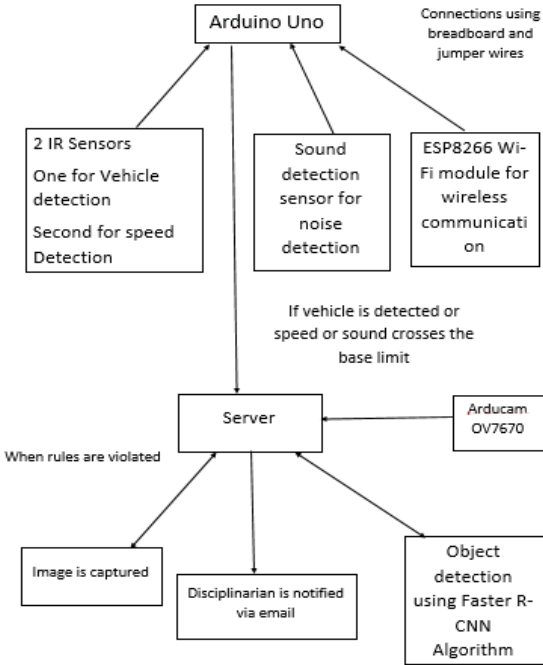 Arduino Uno
Connections using
breadboard and
jumper wires
2 IR Sensors
One for Vehicle
detection
Second for speed
Detection
Sound
detection
sensor for
noise
detection
ESP8266 Wi-
Fi module for
wireless
communicati
on
If vehicle is detected or
speed or sound crosses the
base limit
Server
Arducam
OV7670
When rules are violated
Image is captured
Disciplinarian is notified
via email
Object
detection
using Faster R-
CNN
Algorithm